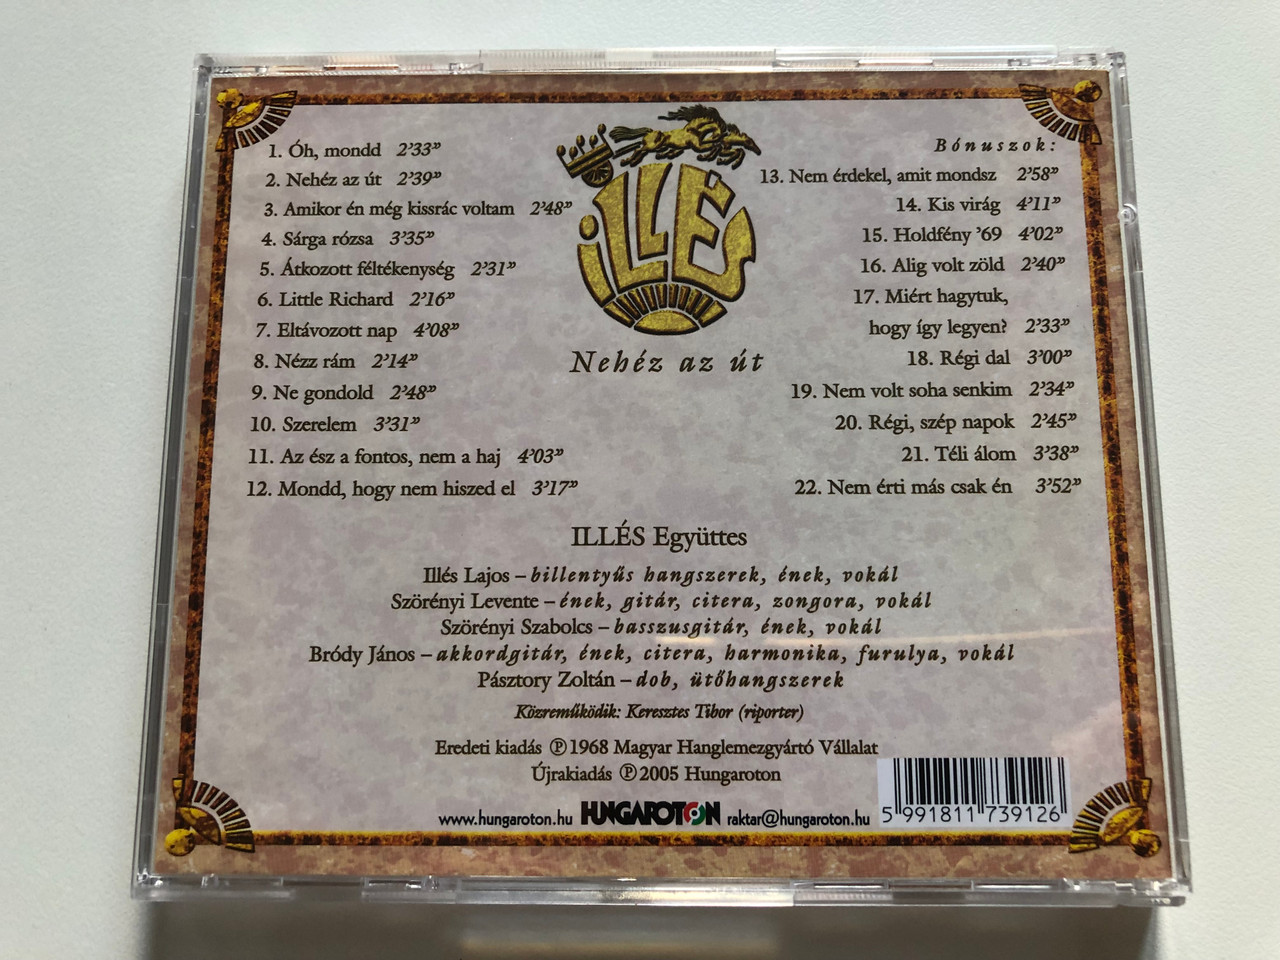 1. Óh, mondd 2’33”
2. Nehéz az út 2’39”
3. Amikor én még kissrác voltam 2’48”
4. Sárga rózsa 3’35”
5. Átkozott féltékenység 2’31”
6. Little Richard 2’16”
7. Eltávozott nap 4’08”
8. Nézz rám 2’14”
9. Ne gondold 2’48”
10. Szerelem 3’31”
11. Az ész a fontos, nem a haj 4’03”
12. Mondd, hogy nem hiszed el 3’17”
ILLÉS
Nehéz az út
Bónuszok:
13. Nem érdekel, amit mondsz 2’58”
14. Kis virág 4’11”
15. Holdfény ’69 4’02”
16. Alig volt zöld 2’40”
17. Miért hagytuk,
hogy így legyen? 2’33”
18. Régi dal 3’00”
19. Nem volt soha senkim 2’34”
20. Régi, szép napok 2’45”
21. Téli álom 3’38”
22. Nem érti más csak én 3’52”
ILLÉS Együttes
Illés Lajos – billentyűs hangszerek, ének, vokál
Szörényi Levente – ének, gitár, citera, zongora, vokál
Szörényi Szabolcs – basszusgitár, ének, vokál
Bródy János – akkordgitár, ének, citera, harmonika, furulya, vokál
Pásztory Zoltán – dob, ütőhangszerek
Közreműködik: Keresztes Tibor (riporter)
Eredeti kiadás ℗ 1968 Magyar Hanglemezgyártó Vállalat
Újrakiadás ℗ 2005 Hungaroton
www.hungaroton.hu HUNGAROTON raktar@hungaroton.hu
5 991811 739126